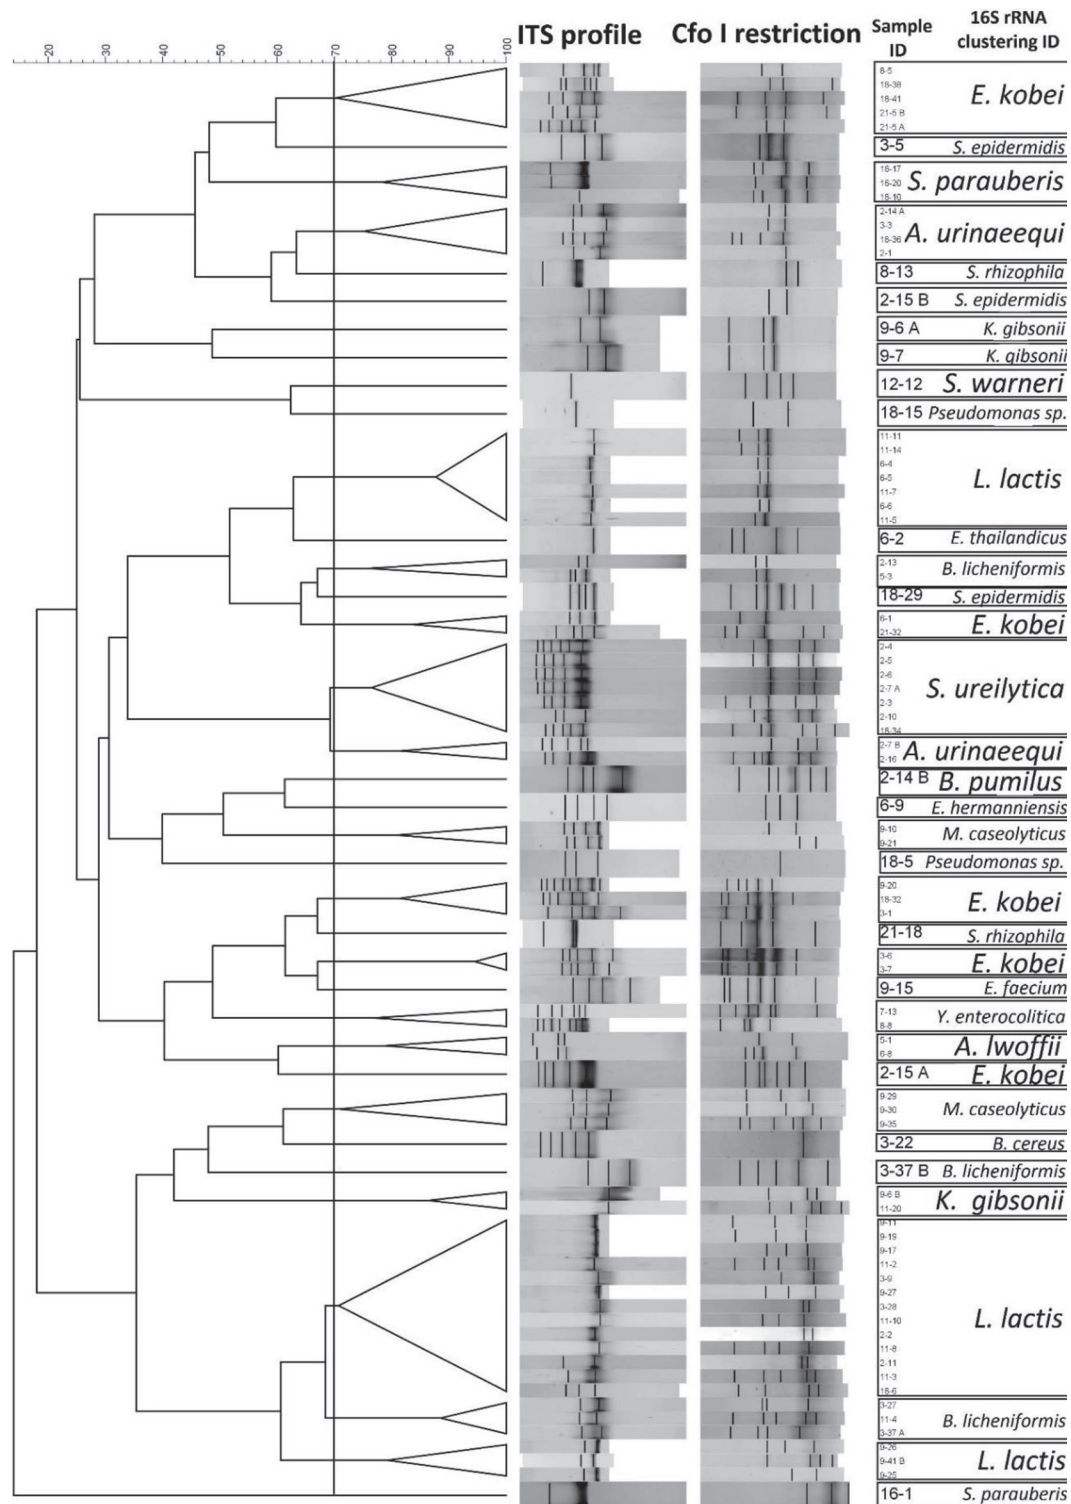 ITS profile Cfo I restriction Sample ID 16S rRNA clustering ID
20 30 40 50 60 70 80 90 100
8-5
18-38
18-41
21-5 B
21-5 A
E. kobei
3-5 S. epidermidis
16-17
16-20
18-10
S. parauberis
2-14 A
3-3
18-36
2-1
A. urinaeequi
8-13 S. rhizophila
2-15 B S. epidermidis
9-6 A K. gibsonii
9-7 K. gibsonii
12-12 S. warneri
18-15 Pseudomonas sp.
11-11
11-14
6-4
6-5
11-7
6-6
11-5
L. lactis
6-2 E. thailandicus
2-13
5-3
B. licheniformis
18-29 S. epidermidis
6-1
21-32
E. kobei
2-4
2-5
2-6
2-7 A
2-3
2-10
18-34
S. ureilytica
2-7 B
2-16
A. urinaeequi
2-14 B B. pumilus
6-9 E. hermanniensis
9-10
9-21
M. caseolyticus
18-5 Pseudomonas sp.
9-20
18-32
3-1
E. kobei
21-18 S. rhizophila
3-6
3-7
E. kobei
9-15 E. faecium
7-13
8-8
Y. enterocolitica
5-1
6-8
A. lwoffii
2-15 A E. kobei
9-29
9-30
9-35
M. caseolyticus
3-22 B. cereus
3-37 B B. licheniformis
9-6 B
11-20
K. gibsonii
9-11
9-19
9-17
11-2
3-9
9-27
3-28
11-10
2-2
11-8
2-11
11-3
18-6
L. lactis
3-27
11-4
3-37 A
B. licheniformis
9-26
9-41 B
9-25
L. lactis
16-1 S. parauberis